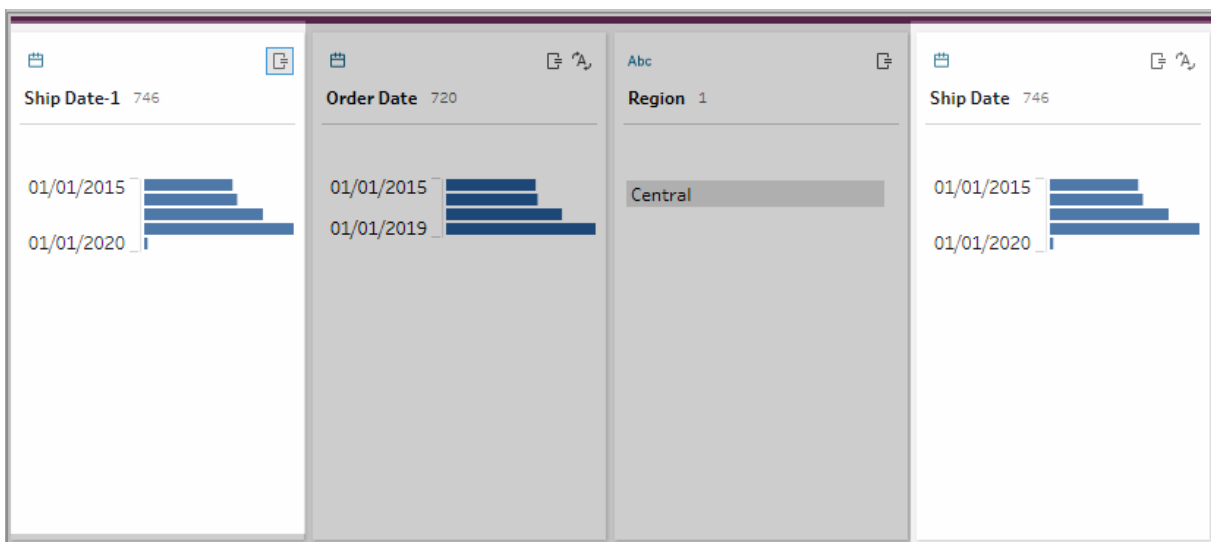 Ship Date-1 746
01/01/2015
01/01/2020
Order Date 720
01/01/2015
01/01/2019
Abc
Region 1
Central
Ship Date 746
01/01/2015
01/01/2020